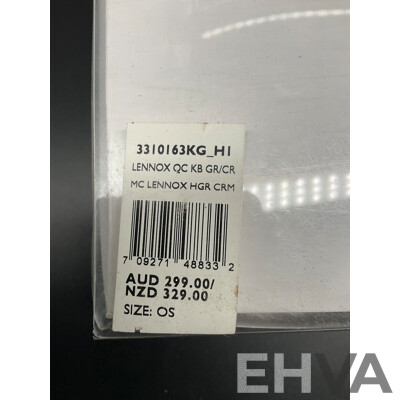 3310163KG_H1
LENNOX QC KB GR/CR
MC LENNOX HGR CRM
7 09271 48833 2
AUD 299.00/
NZD 329.00
SIZE: OS
EHVA